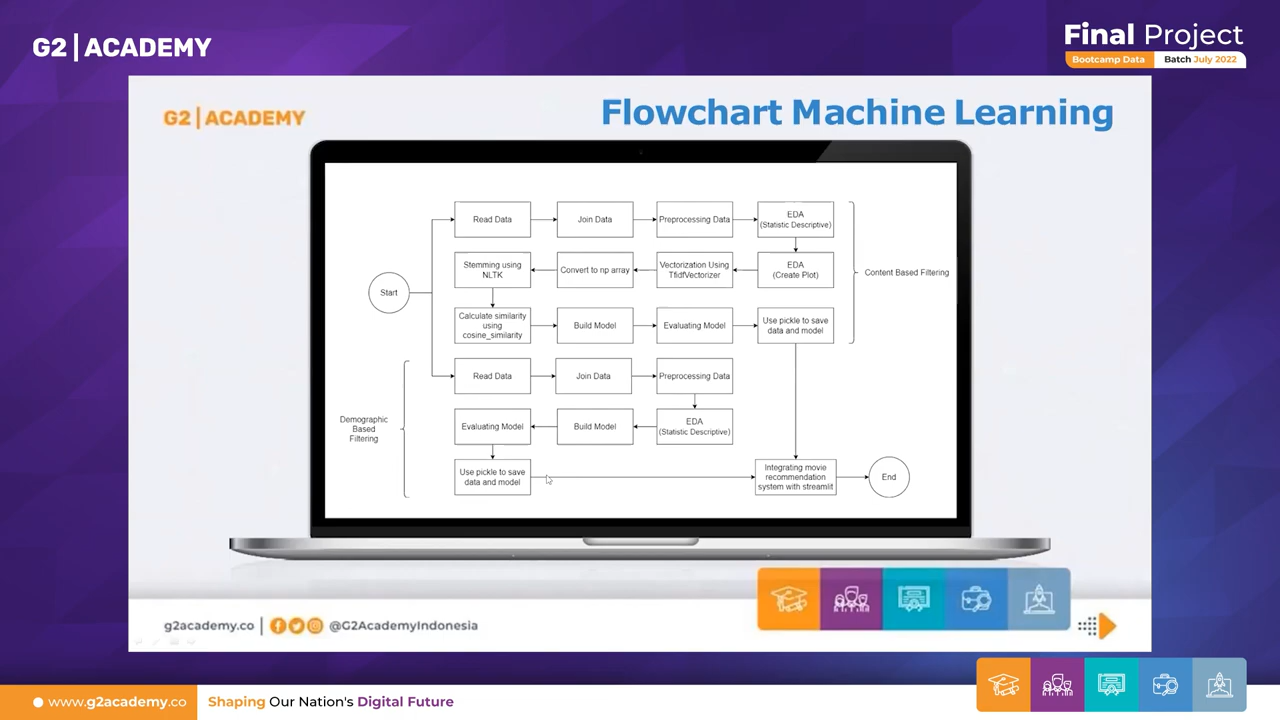 G2 | ACADEMY
Final Project
Bootcamp Data
Batch July 2022
G2 | ACADEMY
Flowchart Machine Learning
Read Data
Join Data
Preprocessing Data
EDA
(Statistic Descriptive)
Stemming using
NLTK
Convert to np array
Vectorization Using
TfidfVectorizer
EDA
(Create Plot)
Content Based Filtering
Start
Calculate similarity
using
cosine_similarity
Build Model
Evaluating Model
Use pickle to save
data and model
Read Data
Join Data
Preprocessing Data
Demographic
Based
Filtering
Evaluating Model
Build Model
EDA
(Statistic Descriptive)
Use pickle to save
data and model
Integrating movie
recommendation
system with streamlit
End
g2academy.co | @G2AcademyIndonesia
www.g2academy.co
Shaping Our Nation's Digital Future